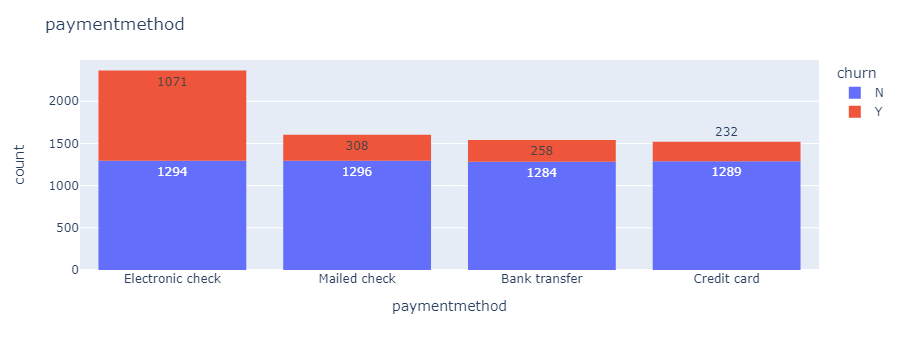 paymentmethod
churn
N
Y
count
2000
1500
1000
500
0
1071
308
258
232
1294
1296
1284
1289
Electronic check
Mailed check
Bank transfer
Credit card
paymentmethod